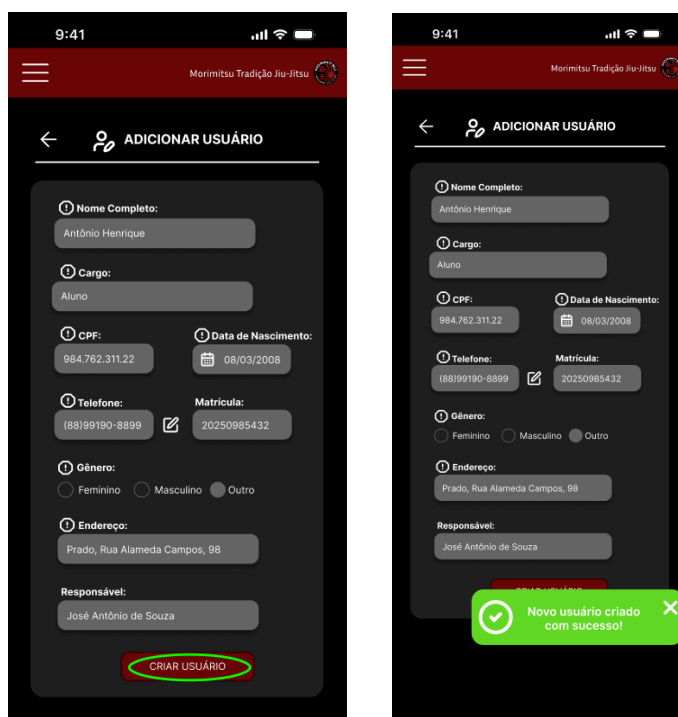 9:41
Morimitsu Tradição Jiu-Jitsu
ADICIONAR USUÁRIO
Nome Completo:
Antônio Henrique
Cargo:
Aluno
CPF: Data de Nascimento:
984.762.311.22 08/03/2008
Telefone: Matrícula:
(88)99190-8899 20250985432
Gênero:
Feminino Masculino Outro
Endereço:
Prado, Rua Alameda Campos, 98
Responsável:
José Antônio de Souza
CRIAR USUÁRIO
9:41
Morimitsu Tradição Jiu-Jitsu
ADICIONAR USUÁRIO
Nome Completo:
Antônio Henrique
Cargo:
Aluno
CPF: Data de Nascimento:
984.762.311.22 08/03/2008
Telefone: Matrícula:
(88)99190-8899 20250985432
Gênero:
Feminino Masculino Outro
Endereço:
Prado, Rua Alameda Campos, 98
Responsável:
José Antônio de Souza
Novo usuário criado
com sucesso!